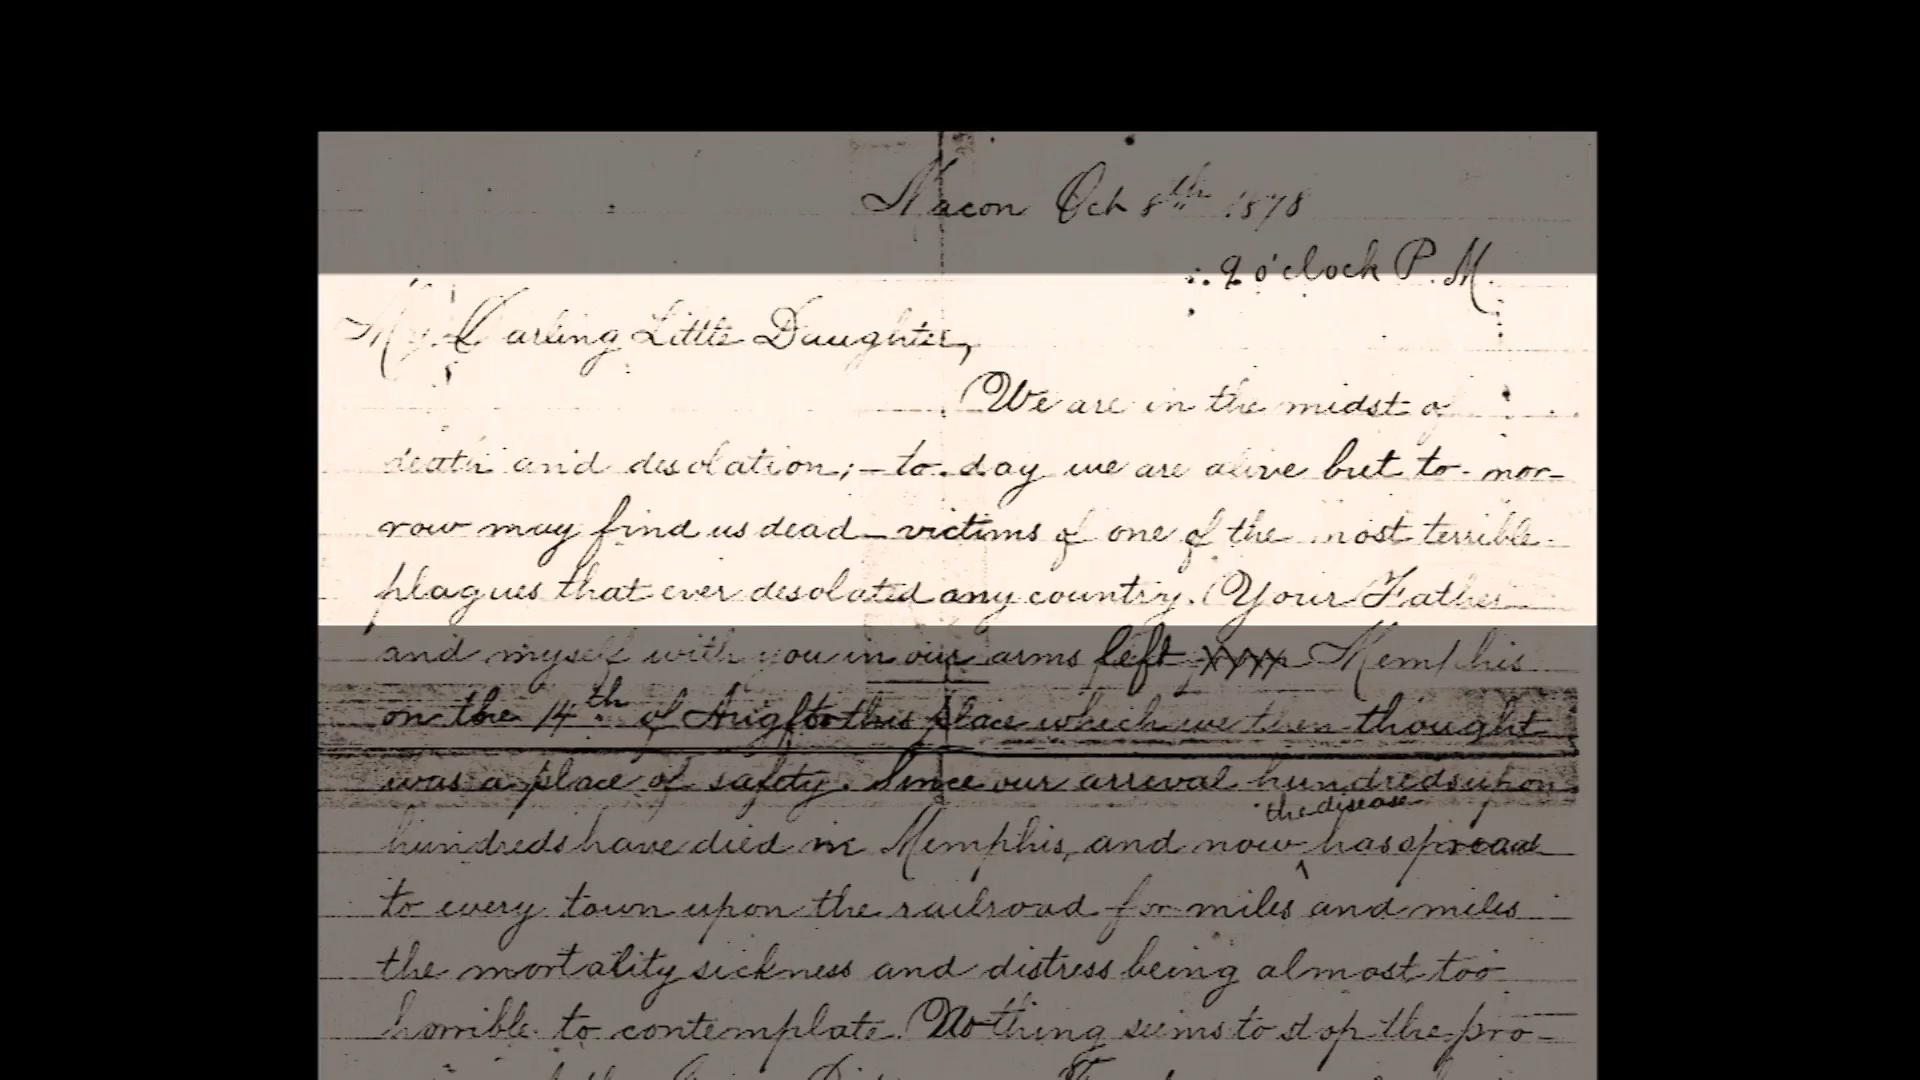 Macon Oct 8th 1878
9 o'clock P. M.
My Darling Little Daughter,
We are in the midst of
death and desolation; — to-day we are alive but to-mor-
row may find us dead — victims of one of the most terrible
plagues that ever desolated any country. Your Father
and myself with you in our arms left Memphis
on the 14th of Aug for this place which we then thought
was a place of safety. Since our arrival hundreds upon
the disease
hundreds have died in Memphis, and now ^ has spread
to every town upon the railroad for miles and miles
the mortality sickness and distress being almost too
horrible to contemplate. Nothing seems to stop the pro-